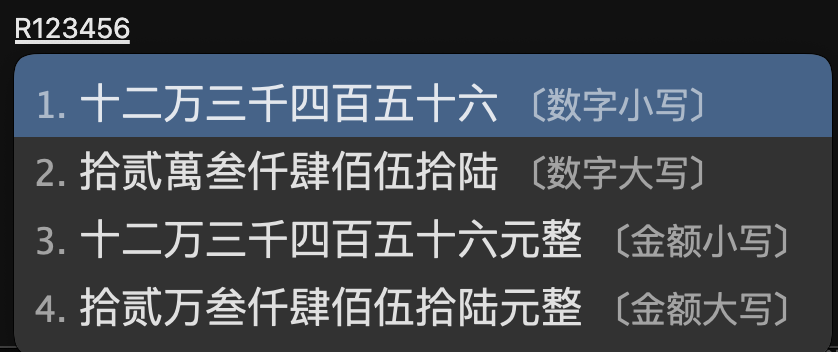 R123456
1. 十二万三千四百五十六 〔数字小写〕
2. 拾贰萬叁仟肆佰伍拾陆 〔数字大写〕
3. 十二万三千四百五十六元整 〔金额小写〕
4. 拾贰万叁仟肆佰伍拾陆元整 〔金额大写〕